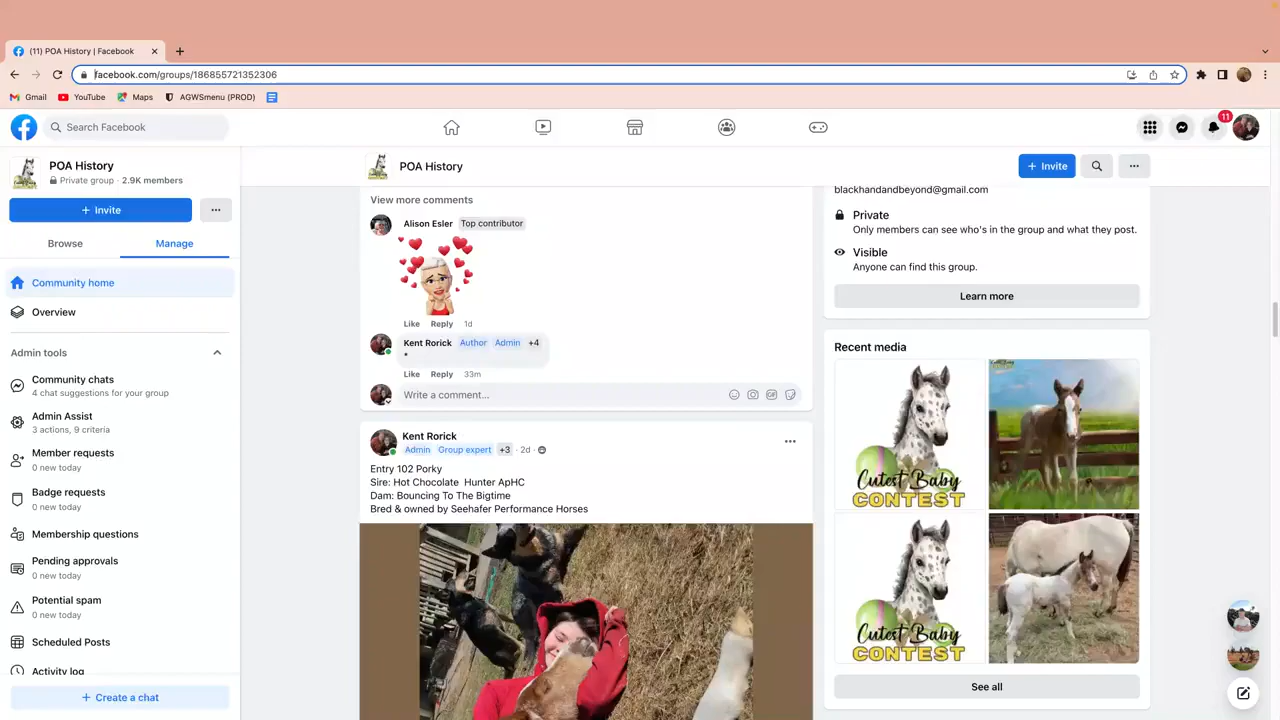 (11) POA History | Facebook
facebook.com/groups/186855721352306
Gmail
YouTube
Maps
AGWSmenu (PROD)
Search Facebook
11
POA History
Private group · 2.9K members
+ Invite
Browse
Manage
Community home
Overview
Admin tools
Community chats
4 chat suggestions for your group
Admin Assist
3 actions, 9 criteria
Member requests
0 new today
Badge requests
0 new today
Membership questions
Pending approvals
0 new today
Potential spam
0 new today
Scheduled Posts
Activity log
+ Create a chat
POA History
+ Invite
View more comments
Alison Esler Top contributor
Like Reply 1d
Kent Rorick Author Admin +4
*
Like Reply 33m
Write a comment...
GIF
Kent Rorick
Admin Group expert +3 · 2d ·
Entry 102 Porky
Sire: Hot Chocolate Hunter ApHC
Dam: Bouncing To The Bigtime
Bred & owned by Seehafer Performance Horses
blackhandandbeyond@gmail.com
Private
Only members can see who's in the group and what they post.
Visible
Anyone can find this group.
Learn more
Recent media
Cutest Baby
CONTEST
Cutest Baby
CONTEST
See all